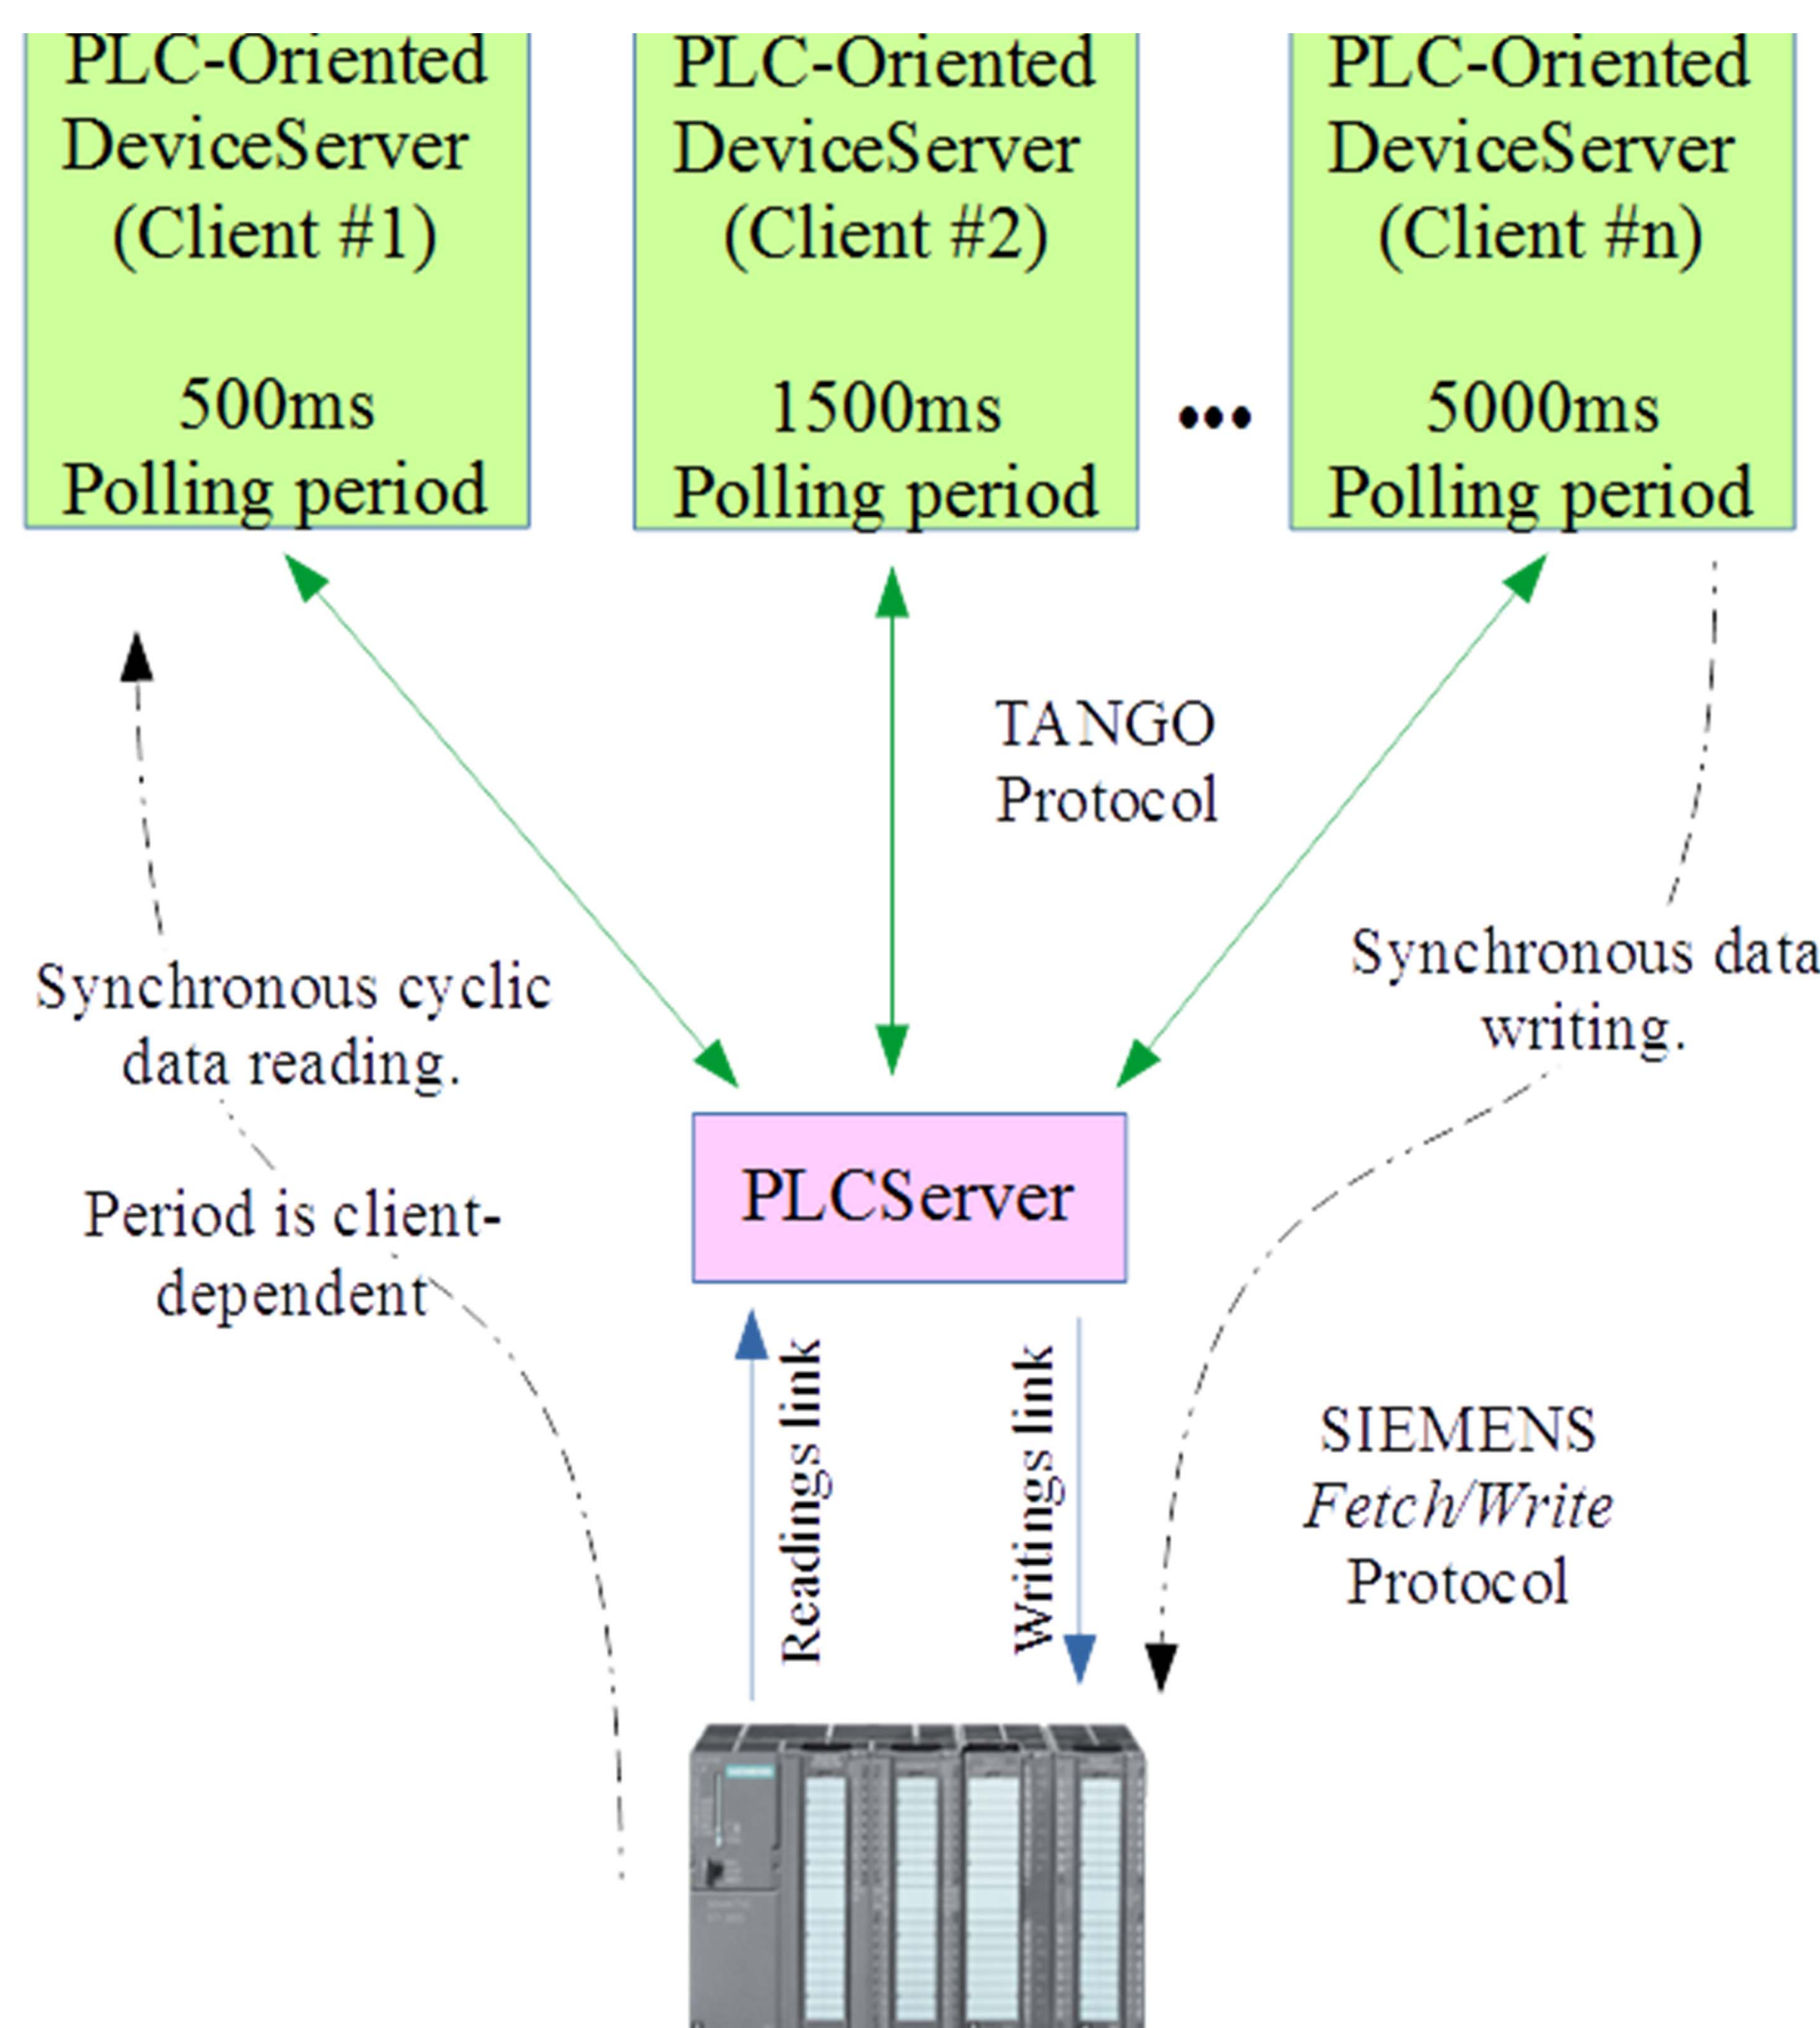 PLC-Oriented
DeviceServer
(Client #1)
500ms
Polling period
PLC-Oriented
DeviceServer
(Client #2)
1500ms
Polling period
•••
PLC-Oriented
DeviceServer
(Client #n)
5000ms
Polling period
TANGO
Protocol
Synchronous cyclic
data reading.
Period is client-
dependent
Synchronous data
writing.
PLCServer
Readings link
Writings link
SIEMENS
Fetch/Write
Protocol
SIEMENS